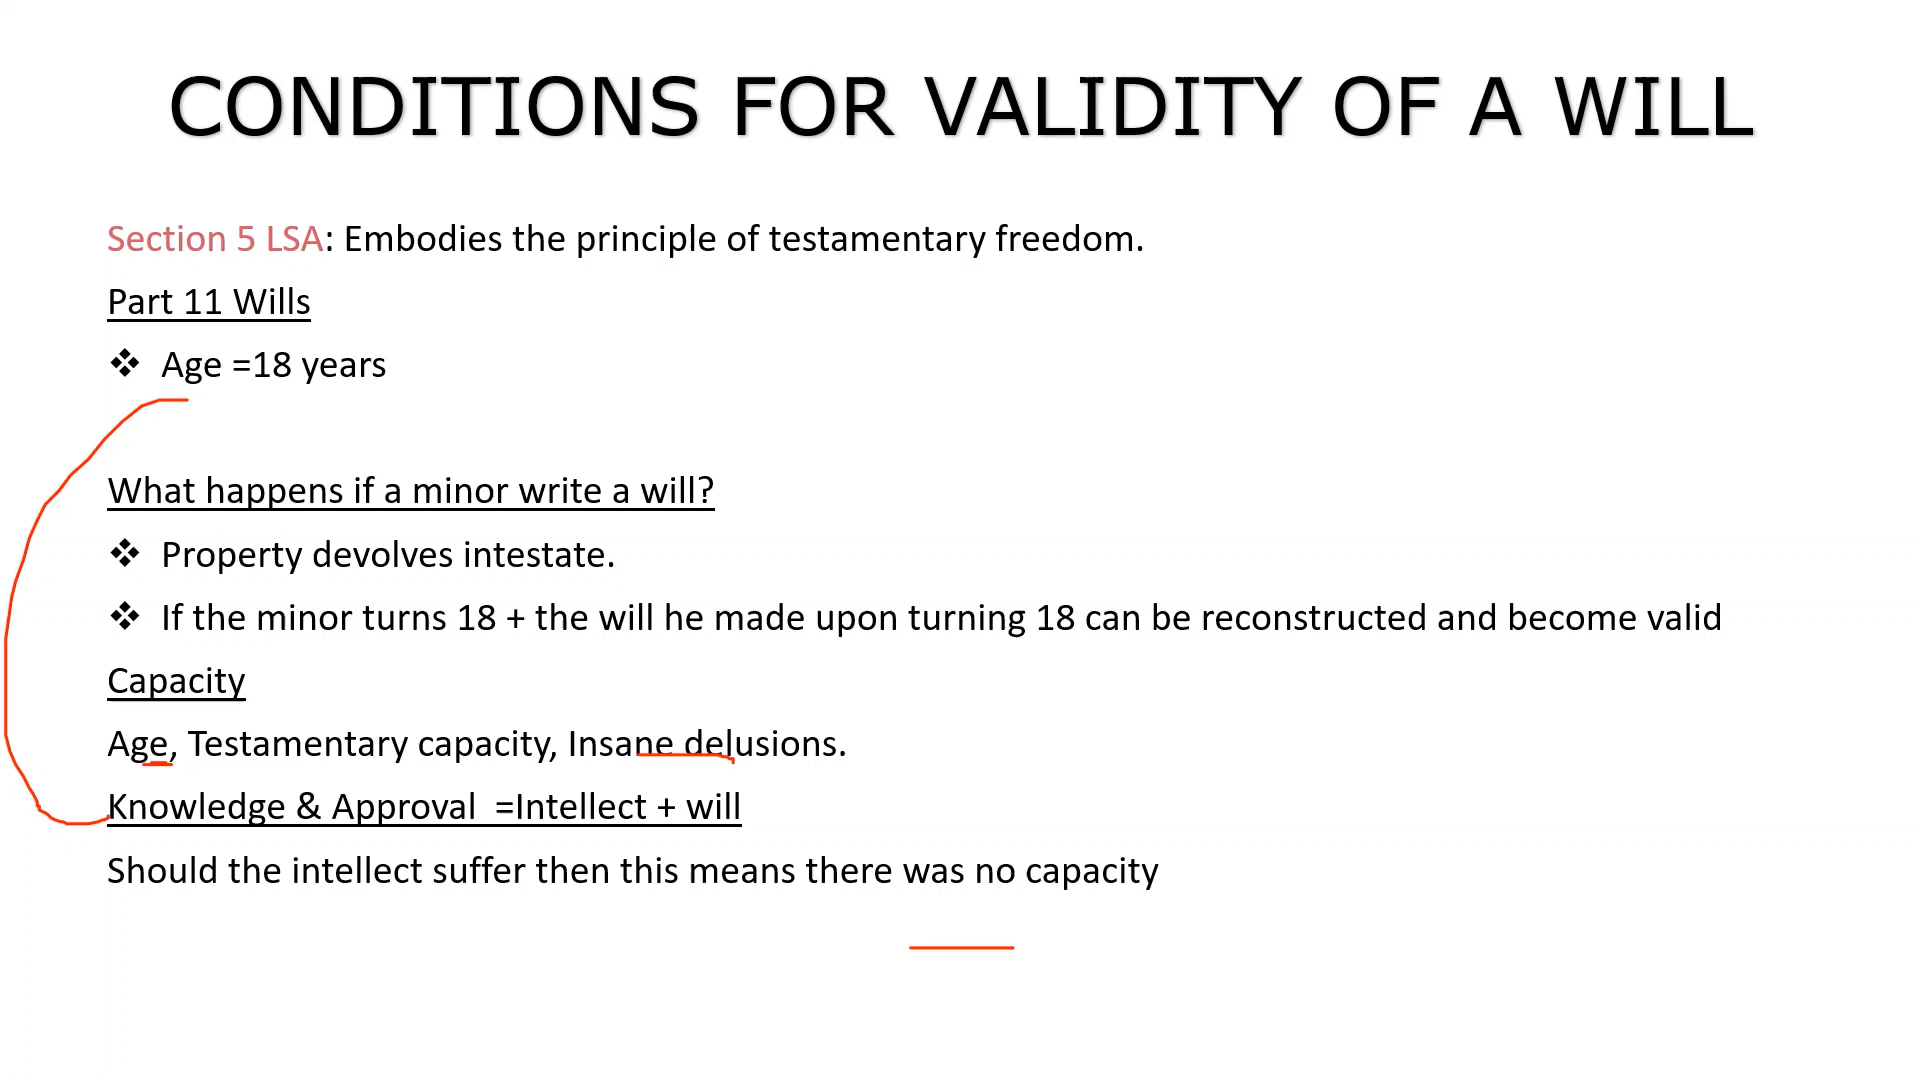 CONDITIONS FOR VALIDITY OF A WILL
Section 5 LSA: Embodies the principle of testamentary freedom.
Part 11 Wills
❖ Age =18 years
What happens if a minor write a will?
❖ Property devolves intestate.
❖ If the minor turns 18 + the will he made upon turning 18 can be reconstructed and become valid
Capacity
Age, Testamentary capacity, Insane delusions.
Knowledge & Approval =Intellect + will
Should the intellect suffer then this means there was no capacity